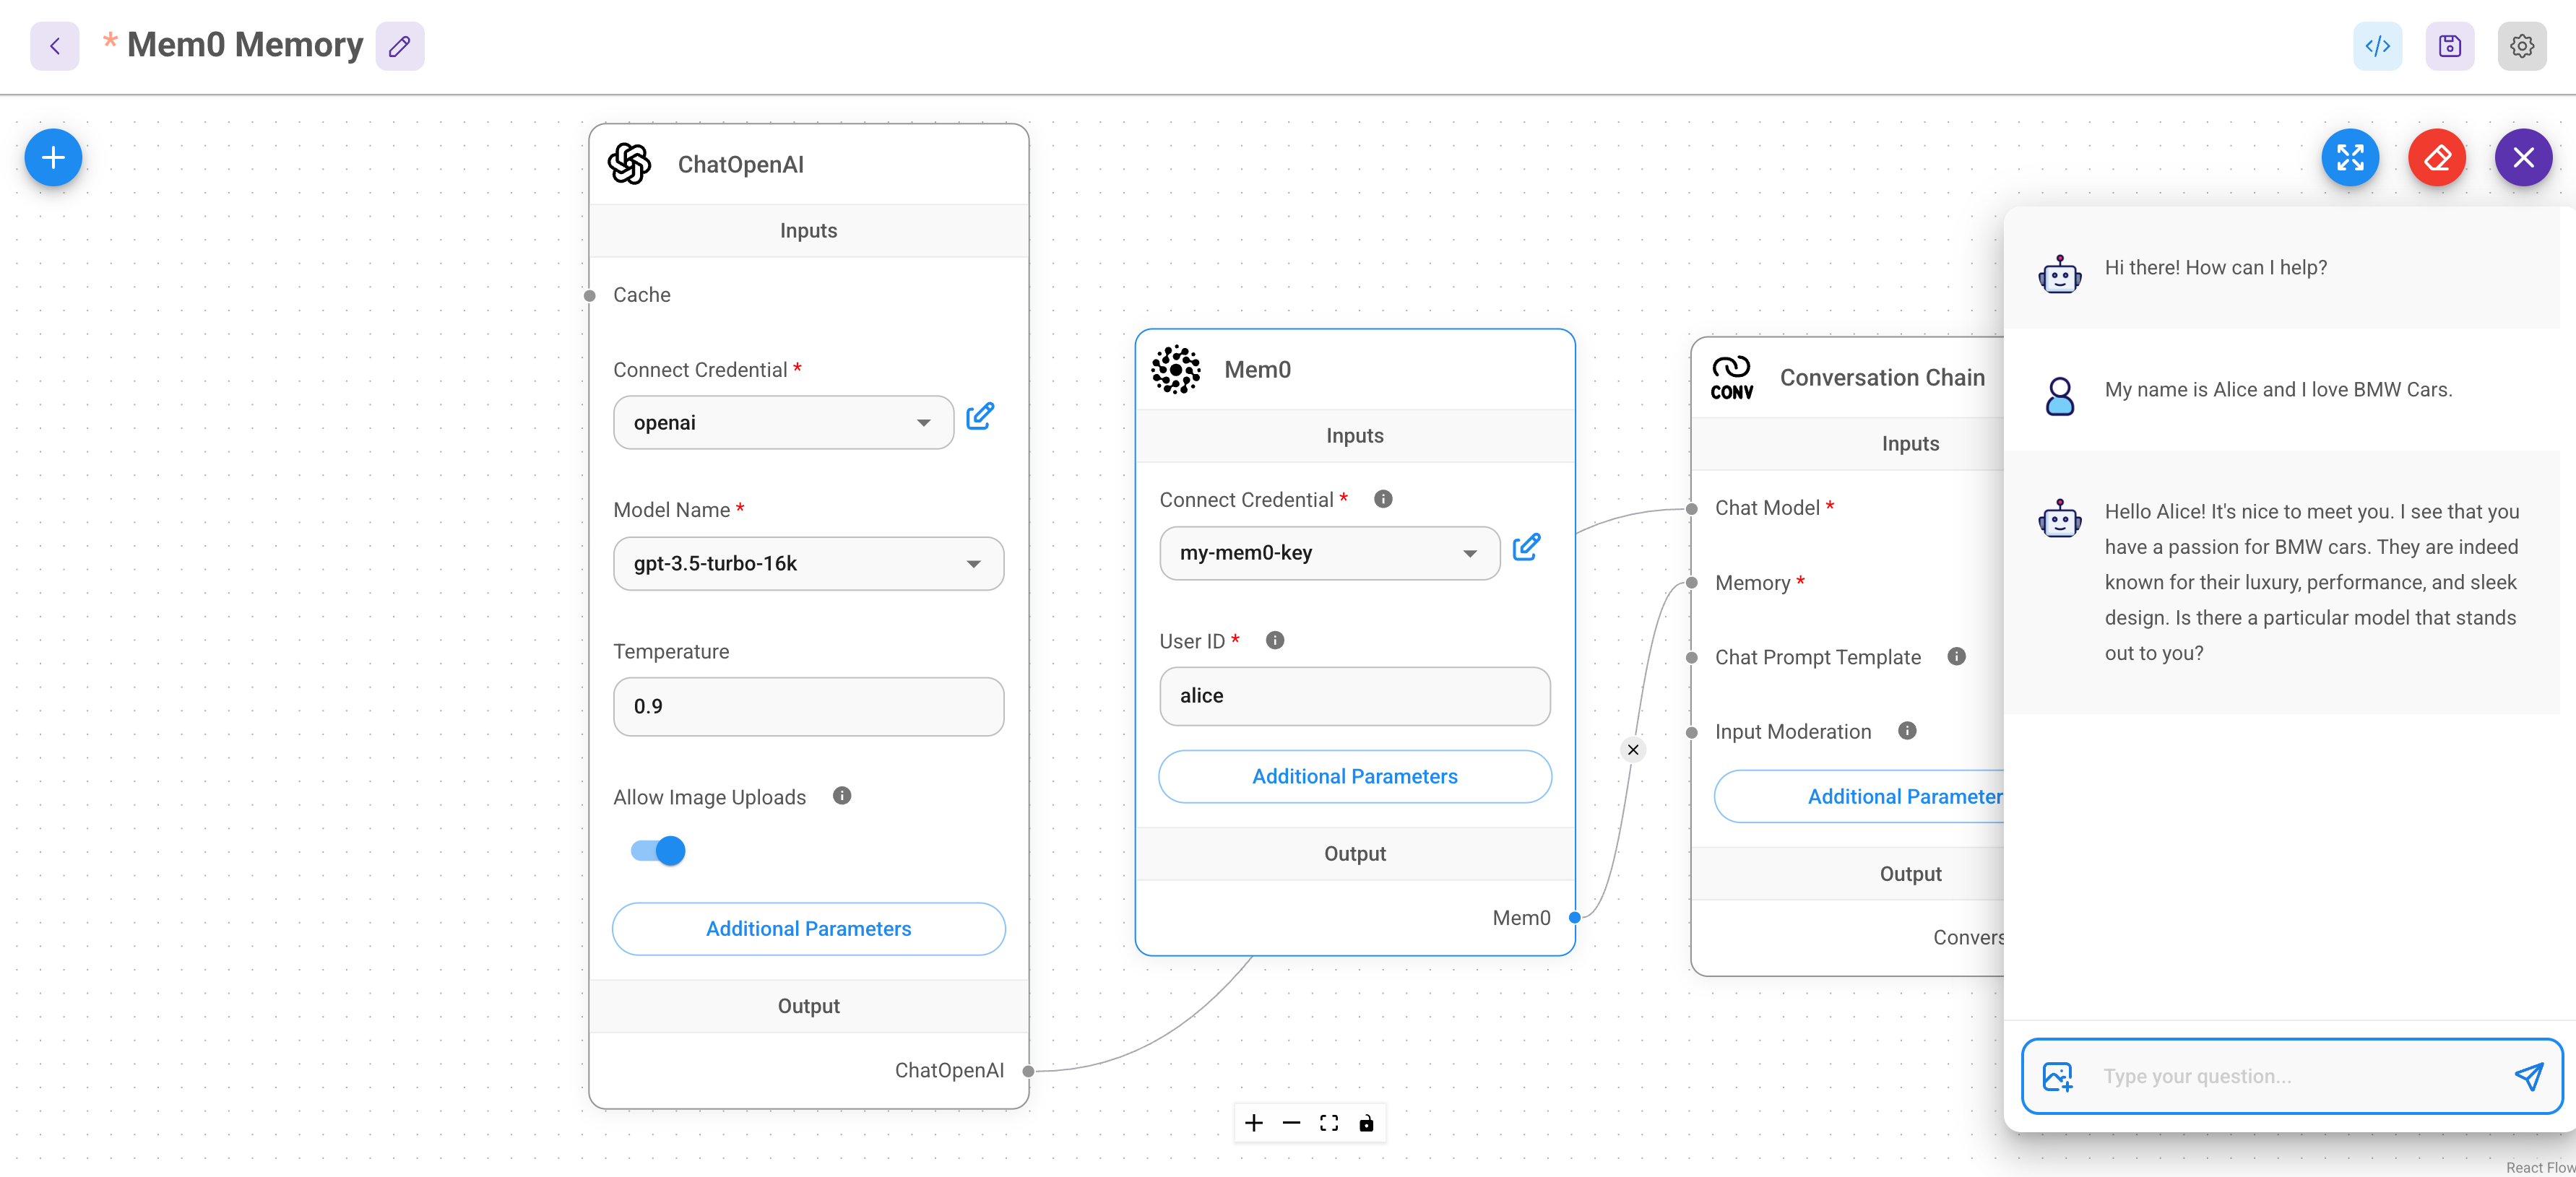 * Mem0 Memory
ChatOpenAI
Inputs
Cache
Connect Credential *
openai
Model Name *
gpt-3.5-turbo-16k
Temperature
0.9
Allow Image Uploads
Additional Parameters
Output
ChatOpenAI
Mem0
Inputs
Connect Credential *
my-mem0-key
User ID *
alice
Additional Parameters
Output
Mem0
CONV
Conversation Chain
Inputs
Chat Model *
Memory *
Chat Prompt Template
Input Moderation
Additional Parameter
Output
Convers
Hi there! How can I help?
My name is Alice and I love BMW Cars.
Hello Alice! It's nice to meet you. I see that you
have a passion for BMW cars. They are indeed
known for their luxury, performance, and sleek
design. Is there a particular model that stands
out to you?
Type your question...
React Flow